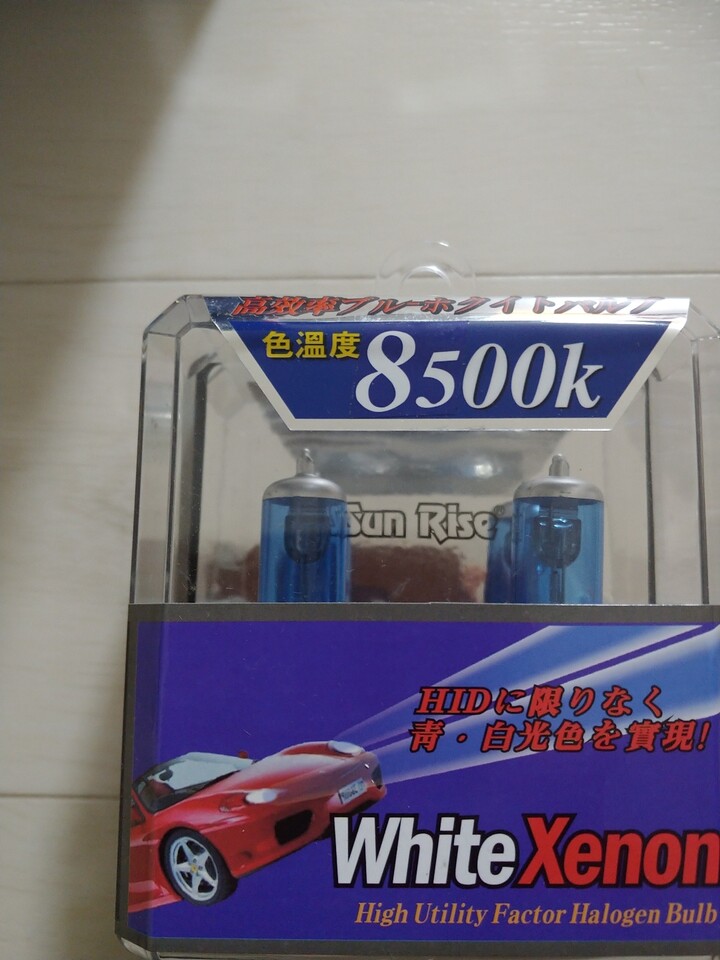 高効率ブルーホワイトバルブ
色溫度
8500k
Sun Rise
HIDに限りなく
青・白光色を實現!
White Xenon
High Utility Factor Halogen Bulb